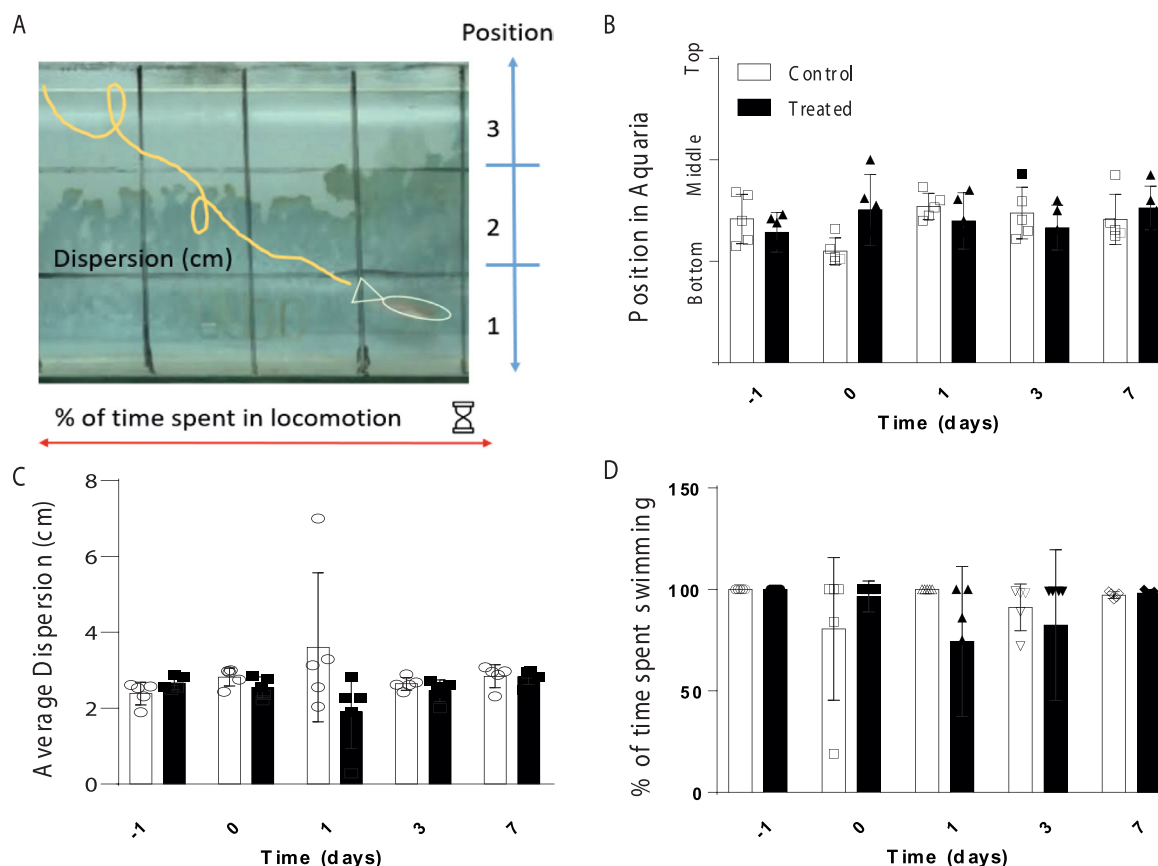 A
Position
3
2
Dispersion (cm)
1
% of time spent in locomotion
B
Position in Aquaria
Top
Middle
Bottom
Control
Treated
-1
0
1
3
7
Time (days)
C
Average Dispersion (cm)
8
6
4
2
0
-1
0
1
3
7
Time (days)
D
% of time spent swimming
150
100
50
0
-1
0
1
3
7
Time (days)